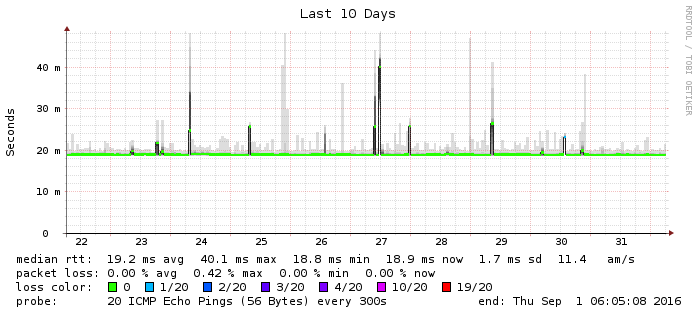 Last 10 Days
RRDTOOL / TOBI OETIKER
Seconds
40 m
30 m
20 m
10 m
0
22 23 24 25 26 27 28 29 30 31
median rtt: 19.2 ms avg 40.1 ms max 18.8 ms min 18.9 ms now 1.7 ms sd 11.4 am/s
packet loss: 0.00 % avg 0.42 % max 0.00 % min 0.00 % now
loss color: 0 1/20 2/20 3/20 4/20 10/20 19/20
probe: 20 ICMP Echo Pings (56 Bytes) every 300s end: Thu Sep 1 06:05:08 2016